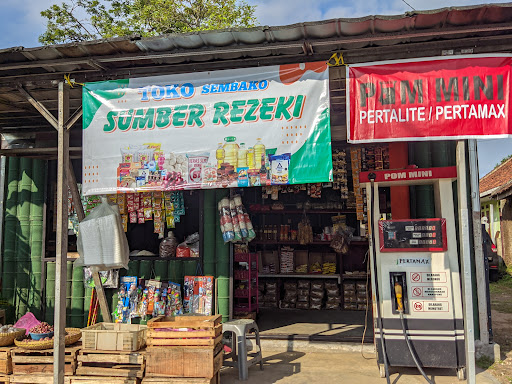 TOKO SEMBAKO
SUMBER REZEKI
POM MINI
PERTALITE / PERTAMAX
POM MINI
Pertamax